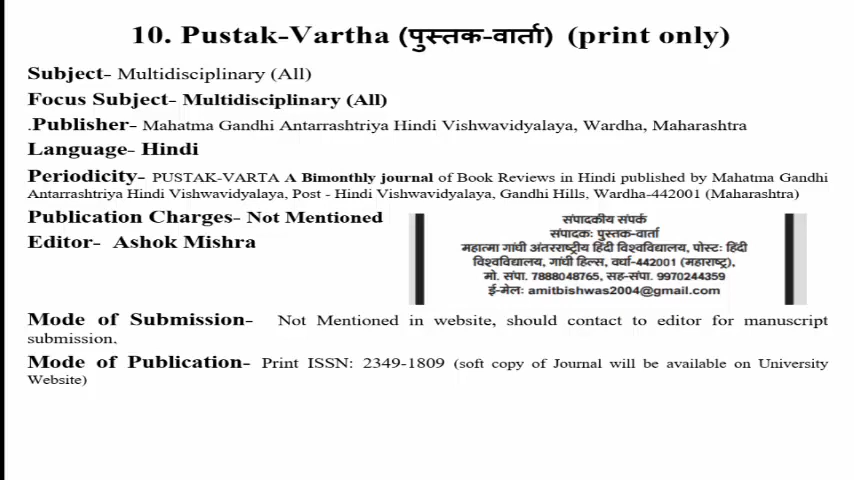 10. Pustak-Vartha (पुस्तक-वार्ता) (print only)
Subject- Multidisciplinary (All)
Focus Subject- Multidisciplinary (All)
.Publisher- Mahatma Gandhi Antarrashtriya Hindi Vishwavidyalaya, Wardha, Maharashtra
Language- Hindi
Periodicity- PUSTAK-VARTA A Bimonthly journal of Book Reviews in Hindi published by Mahatma Gandhi
Antarrashtriya Hindi Vishwavidyalaya, Post - Hindi Vishwavidyalaya, Gandhi Hills, Wardha-442001 (Maharashtra)
Publication Charges- Not Mentioned
Editor- Ashok Mishra
संपादकीय संपर्क
संपादक: पुस्तक-वार्ता
महात्मा गांधी अंतरराष्ट्रीय हिंदी विश्वविद्यालय, पोस्ट: हिंदी
विश्वविद्यालय, गांधी हिल्स, वर्धा-442001 (महाराष्ट्र),
मो. संपा. 7888048765, सह-संपा. 9970244359
ई-मेल: amitbishwas2004@gmail.com
Mode of Submission- Not Mentioned in website, should contact to editor for manuscript
submission.
Mode of Publication- Print ISSN: 2349-1809 (soft copy of Journal will be available on University
Website)